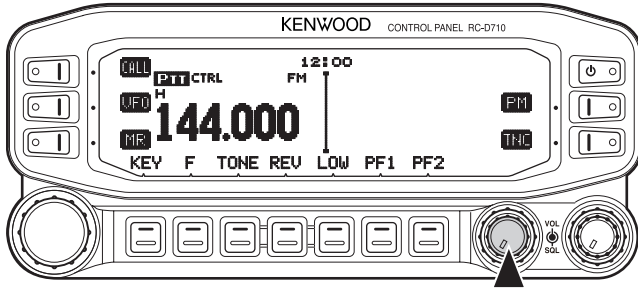 KENWOOD CONTROL PANEL RC-D710
CALL 12:00
PTT CTRL FM
VFO H PM
MR 144.000 TNC
KEY F TONE REV LOW PF1 PF2
VOL
SQL